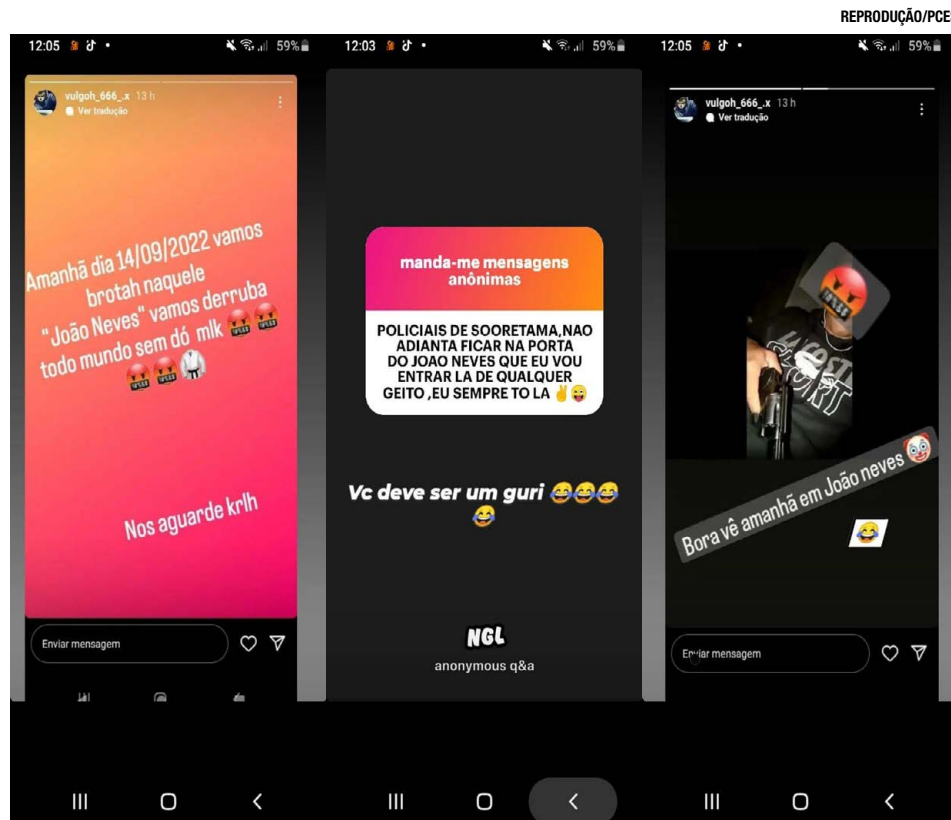 REPRODUÇÃO/PCE
12:05
59%
vulgoh_666_.x 13 h
Ver tradução
Amanhã dia 14/09/2022 vamos
brotah naquele
"João Neves" vamos derruba
todo mundo sem dó mlk
Nos aguarde krlh
Enviar mensagem
12:03
59%
manda-me mensagens
anônimas
POLICIAIS DE SOORETAMA,NAO
ADIANTA FICAR NA PORTA
DO JOAO NEVES QUE EU VOU
ENTRAR LA DE QUALQUER
GEITO ,EU SEMPRE TO LA
Vc deve ser um guri
NGL
anonymous q&a
12:05
59%
vulgoh_666_.x 13 h
Ver tradução
Bora vê amanhã em João neves
Enviar mensagem